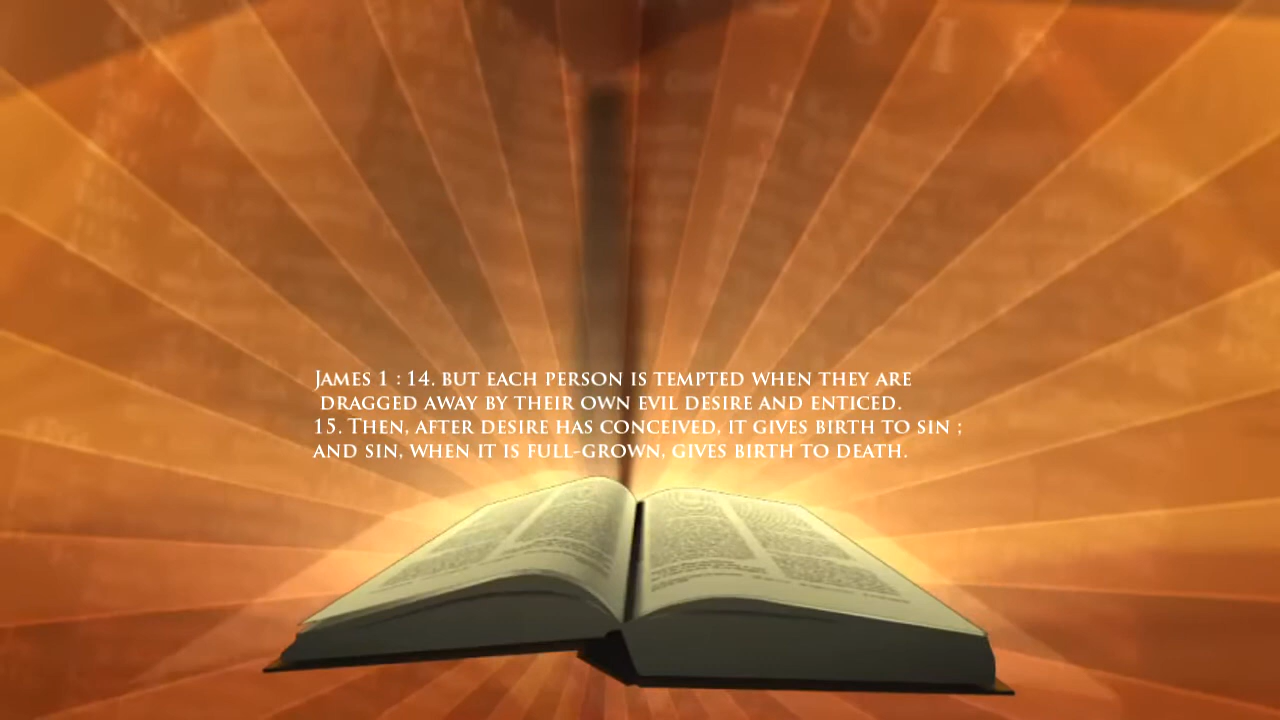 James 1 : 14. but each person is tempted when they are
dragged away by their own evil desire and enticed.
15. Then, after desire has conceived, it gives birth to sin ;
and sin, when it is full-grown, gives birth to death.